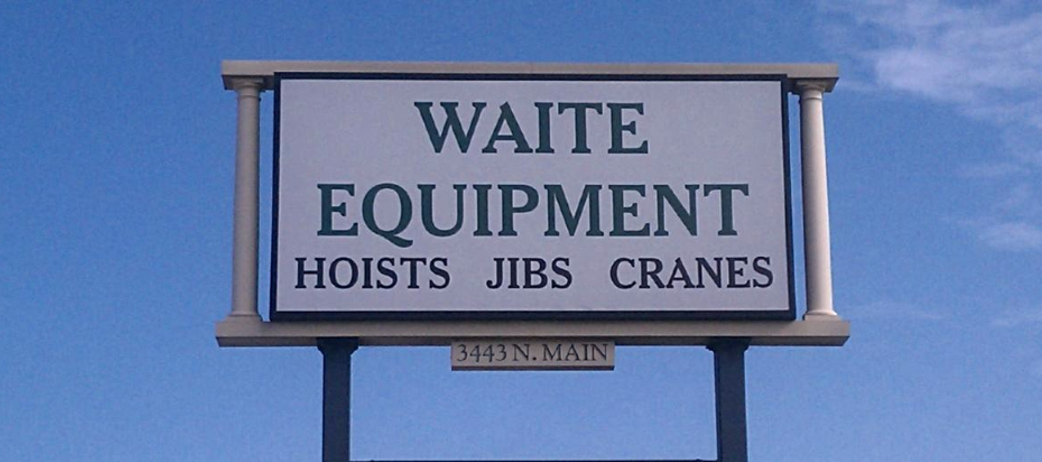 WAITE
EQUIPMENT
HOISTS JIBS CRANES
3443 N. MAIN